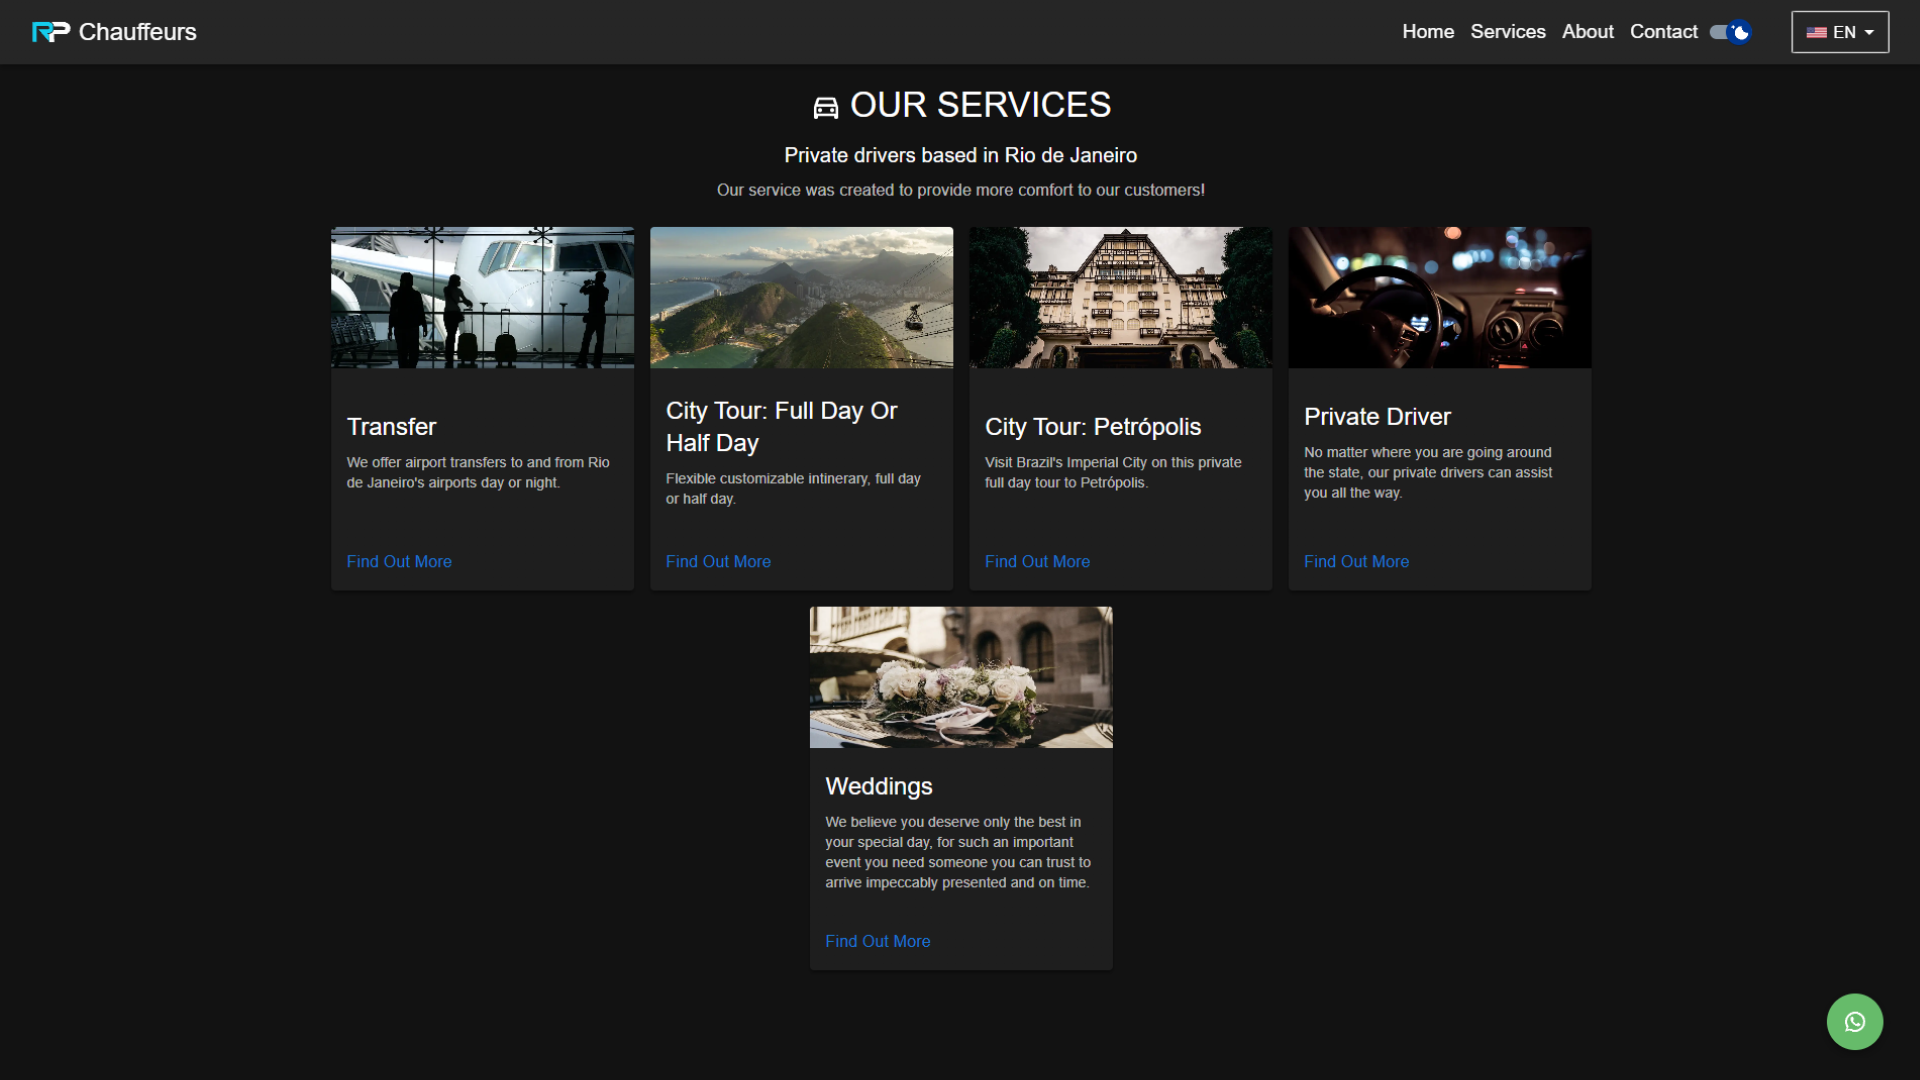 RP Chauffeurs
Home Services About Contact
EN
OUR SERVICES
Private drivers based in Rio de Janeiro
Our service was created to provide more comfort to our customers!
Transfer
We offer airport transfers to and from Rio
de Janeiro's airports day or night.
Find Out More
City Tour: Full Day Or
Half Day
Flexible customizable intinerary, full day
or half day.
Find Out More
City Tour: Petrópolis
Visit Brazil's Imperial City on this private
full day tour to Petrópolis.
Find Out More
Private Driver
No matter where you are going around
the state, our private drivers can assist
you all the way.
Find Out More
Weddings
We believe you deserve only the best in
your special day, for such an important
event you need someone you can trust to
arrive impeccably presented and on time.
Find Out More